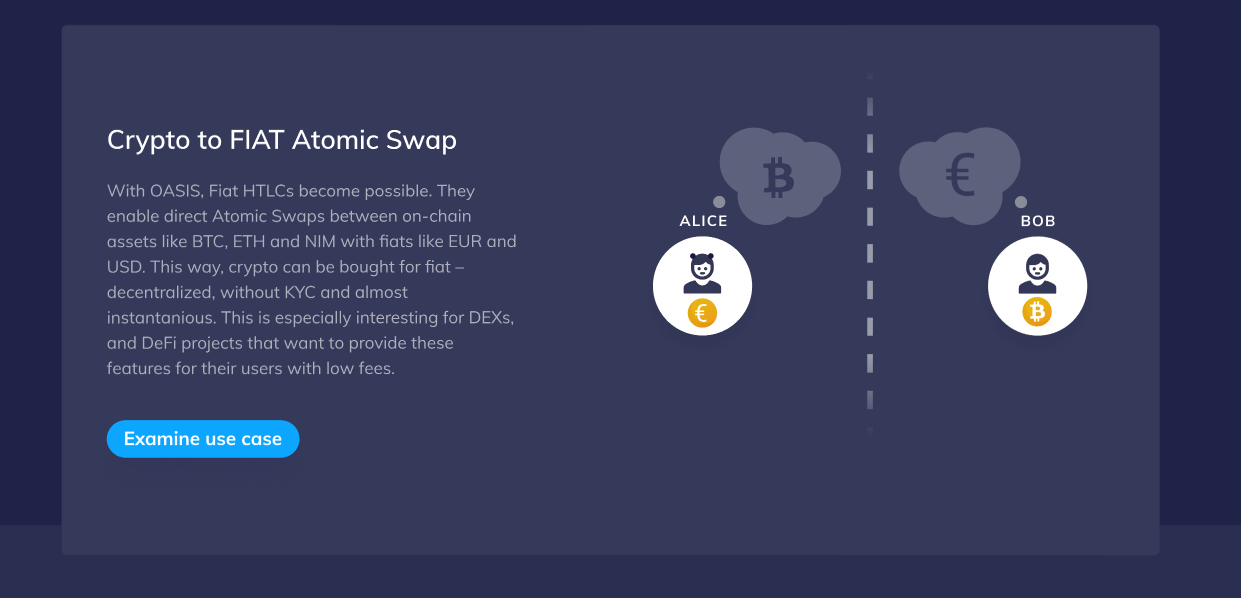 Crypto to FIAT Atomic Swap
With OASIS, Fiat HTLCs become possible. They
enable direct Atomic Swaps between on-chain
assets like BTC, ETH and NIM with fiats like EUR and
USD. This way, crypto can be bought for fiat –
decentralized, without KYC and almost
instantanious. This is especially interesting for DEXs,
and DeFi projects that want to provide these
features for their users with low fees.
Examine use case
₿
€
ALICE
BOB
€
₿